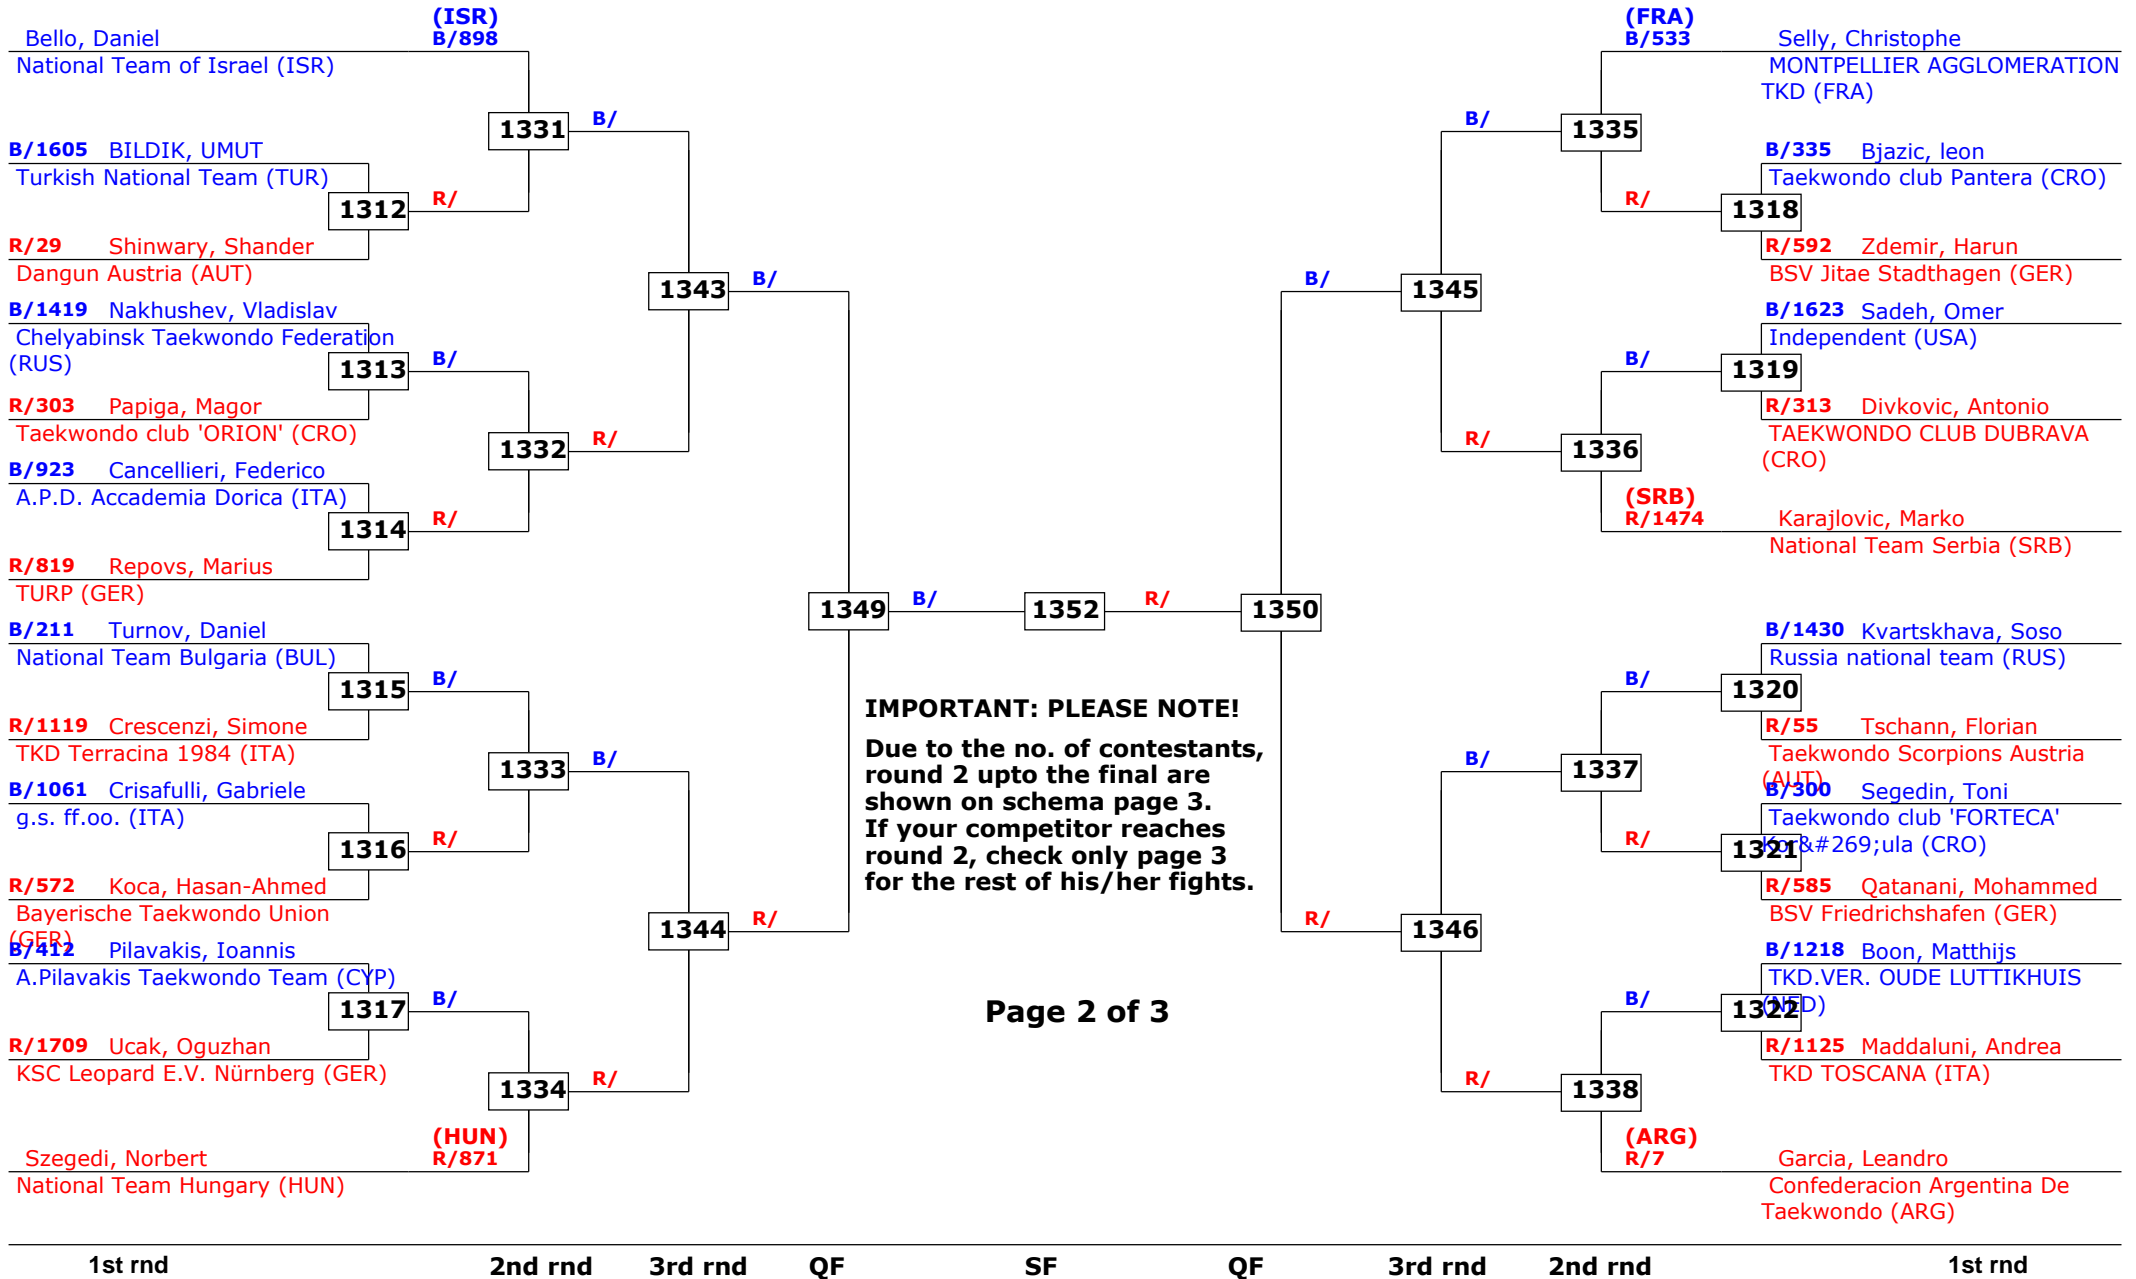 (ISR)
Bello, Daniel B/898
National Team of Israel (ISR)
1331 B/
B/1605 BILDIK, UMUT
Turkish National Team (TUR)
1312 R/
R/29 Shinwary, Shander
Dangun Austria (AUT)
1343 B/
B/1419 Nakhushev, Vladislav
Chelyabinsk Taekwondo Federation
(RUS)
1313 B/
R/303 Papiga, Magor
Taekwondo club 'ORION' (CRO)
1332 R/
B/923 Cancellieri, Federico
A.P.D. Accademia Dorica (ITA)
1314 R/
R/819 Repovs, Marius
TURP (GER)
1349 B/ 1352 R/ 1350
B/211 Turnov, Daniel
National Team Bulgaria (BUL)
1315 B/
R/1119 Crescenzi, Simone
TKD Terracina 1984 (ITA)
1333 B/
B/1061 Crisafulli, Gabriele
g.s. ff.oo. (ITA)
1316 R/
R/572 Koca, Hasan-Ahmed
Bayerische Taekwondo Union
(GER)
1344 R/
B/412 Pilavakis, Ioannis
A.Pilavakis Taekwondo Team (CYP)
1317 B/
R/1709 Ucak, Oguzhan
KSC Leopard E.V. Nürnberg (GER)
1334 R/
(HUN)
Szegedi, Norbert R/871
National Team Hungary (HUN)
IMPORTANT: PLEASE NOTE!
Due to the no. of contestants,
round 2 upto the final are
shown on schema page 3.
If your competitor reaches
round 2, check only page 3
for the rest of his/her fights.
Page 2 of 3
(FRA)
B/533 Selly, Christophe
MONTPELLIER AGGLOMERATION
TKD (FRA)
B/ 1335
B/335 Bjazic, leon
Taekwondo club Pantera (CRO)
R/ 1318
R/592 Zdemir, Harun
BSV Jitae Stadthagen (GER)
B/ 1345
B/1623 Sadeh, Omer
Independent (USA)
B/ 1319
R/313 Divkovic, Antonio
TAEKWONDO CLUB DUBRAVA
(CRO)
R/ 1336
(SRB)
R/1474 Karajlovic, Marko
National Team Serbia (SRB)
B/1430 Kvartskhava, Soso
Russia national team (RUS)
B/ 1320
R/55 Tschann, Florian
Taekwondo Scorpions Austria
(AUT)
B/ 1337
B/300 Segedin, Toni
Taekwondo club 'FORTECA'
Kor&#269;ula (CRO)
R/ 1321
R/585 Qatanani, Mohammed
BSV Friedrichshafen (GER)
R/ 1346
B/1218 Boon, Matthijs
TKD.VER. OUDE LUTTIKHUIS
(NED)
B/ 1322
R/1125 Maddaluni, Andrea
TKD TOSCANA (ITA)
R/ 1338
(ARG)
R/7 Garcia, Leandro
Confederacion Argentina De
Taekwondo (ARG)
1st rnd 2nd rnd 3rd rnd QF SF QF 3rd rnd 2nd rnd 1st rnd